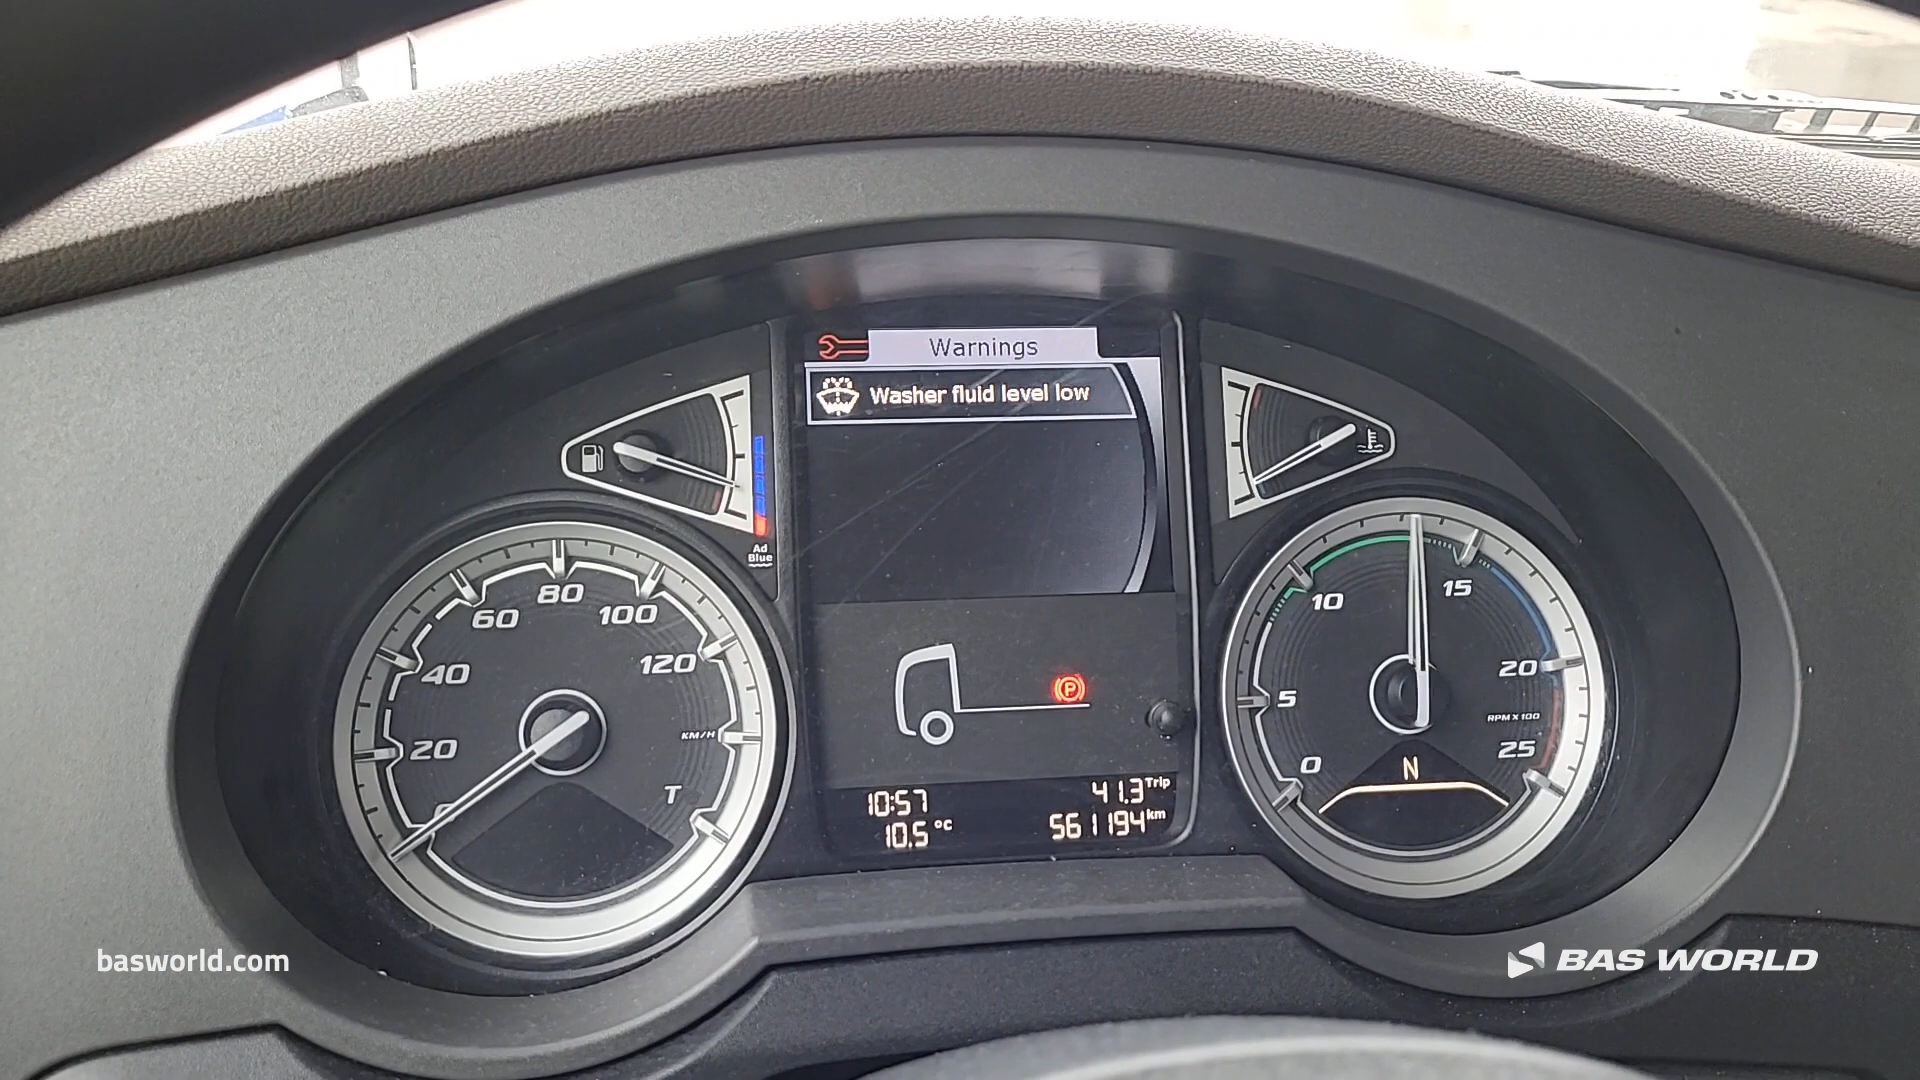 Warnings
Washer fluid level low
Ad
Blue
60
80
100
40
120
20
KM/H
T
10
15
5
20
RPM X 100
0
25
N
P
10:57
41.3 Trip
10.5 °C
561194 km
basworld.com
BAS WORLD